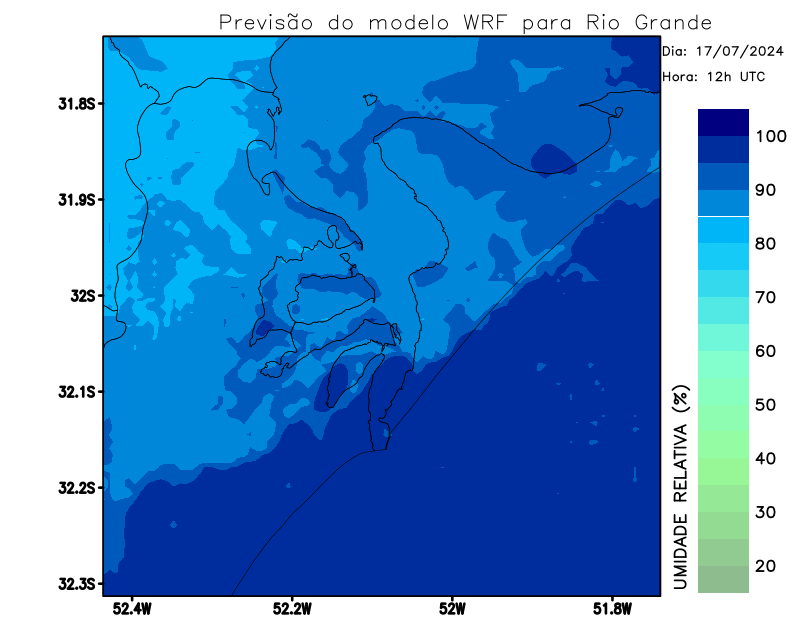 Previsão do modelo WRF para Rio Grande
Dia: 17/07/2024
Hora: 12h UTC
31.8S
31.9S
32S
32.1S
32.2S
32.3S
52.4W
52.2W
52W
51.8W
UMIDADE RELATIVA (%)
100
90
80
70
60
50
40
30
20